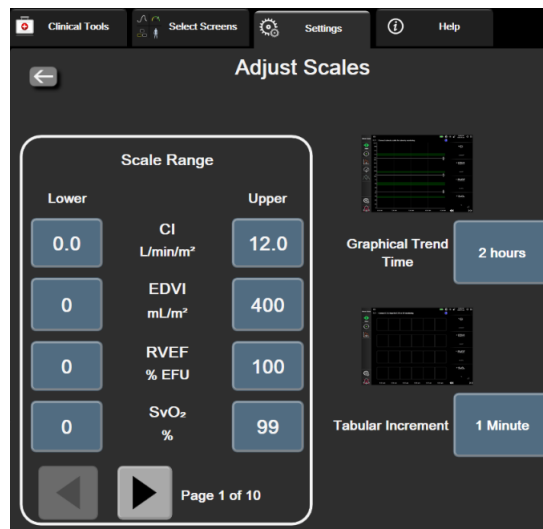 Clinical Tools
Select Screens
Settings
Help
Adjust Scales
Scale Range
Lower
Upper
0.0
CI
L/min/m²
12.0
0
EDVI
mL/m²
400
0
RVEF
% EFU
100
0
SvO₂
%
99
Page 1 of 10
Graphical Trend
Time
2 hours
Tabular Increment
1 Minute